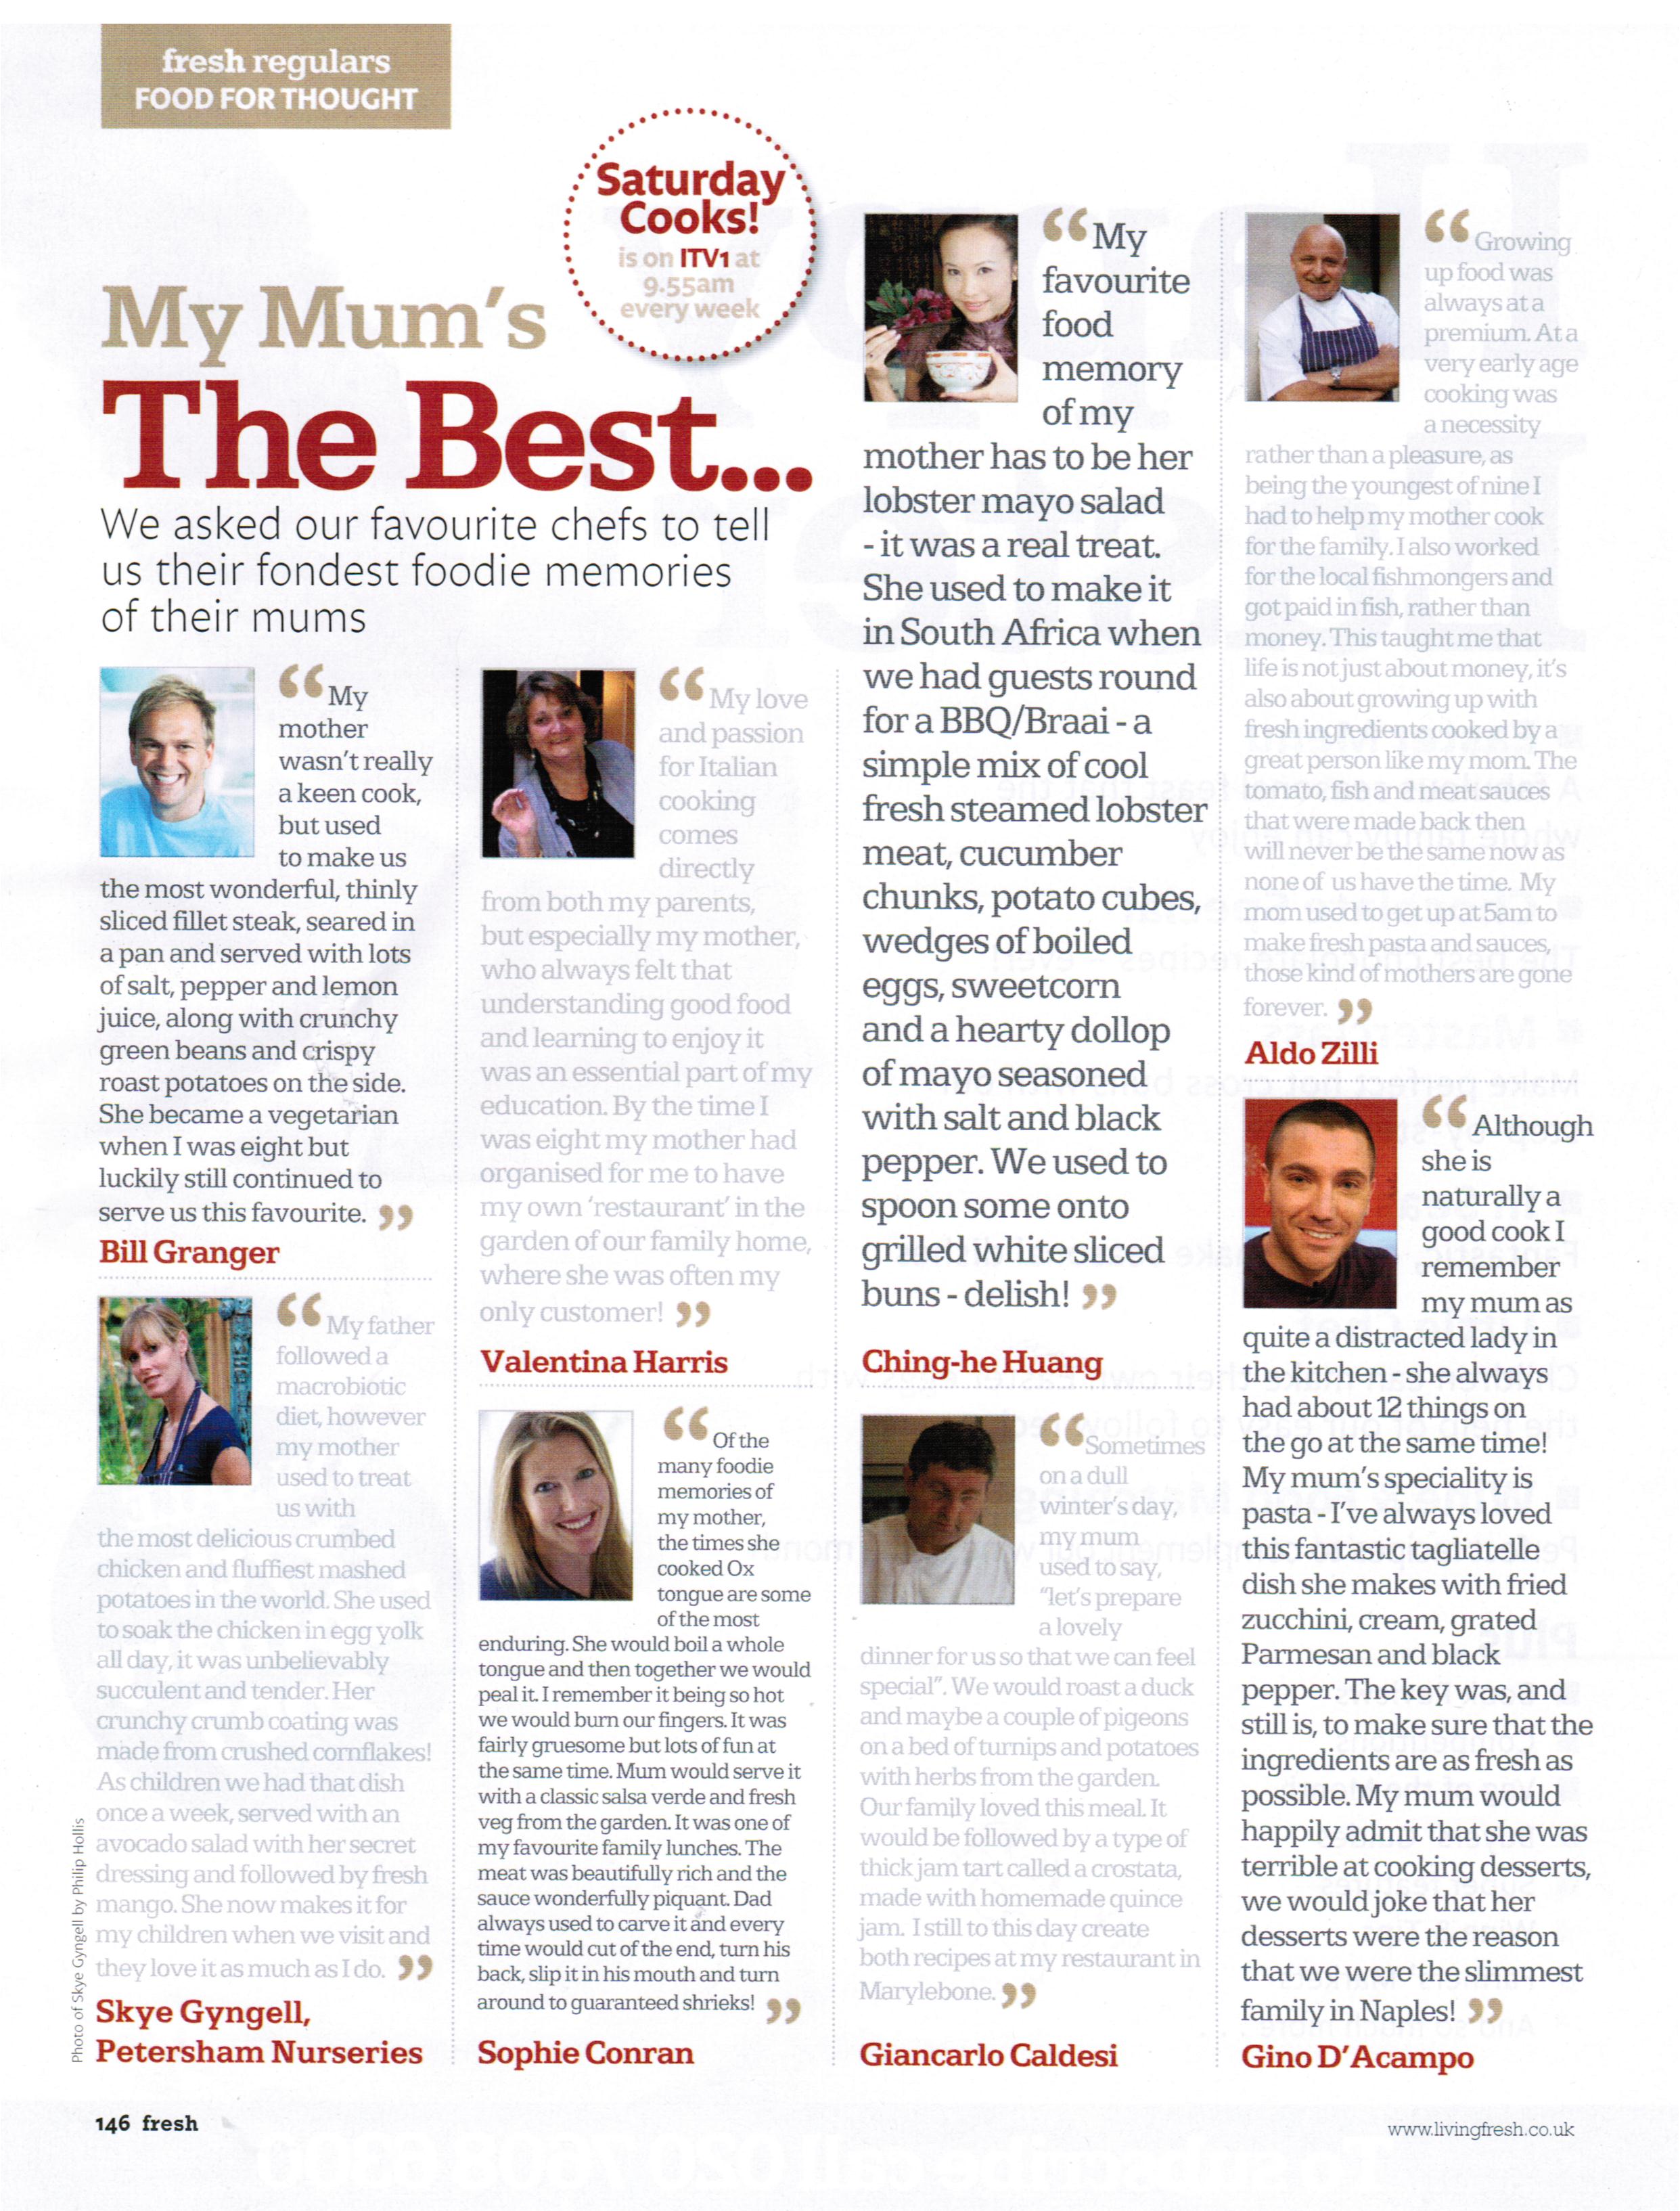 fresh regulars
FOOD FOR THOUGHT
Saturday
Cooks!
is on ITV1 at
9.55am
every week
My Mum's
The Best...
We asked our favourite chefs to tell
us their fondest foodie memories
of their mums
“My
mother
wasn't really
a keen cook,
but used
to make us
the most wonderful, thinly
sliced fillet steak, seared in
a pan and served with lots
of salt, pepper and lemon
juice, along with crunchy
green beans and crispy
roast potatoes on the side.
She became a vegetarian
when I was eight but
luckily still continued to
serve us this favourite.”
Bill Granger
“My father
followed a
macrobiotic
diet, however
my mother
used to treat
us with
the most delicious crumbed
chicken and fluffiest mashed
potatoes in the world. She used
to soak the chicken in egg yolk
all day, it was unbelievably
succulent and tender. Her
crunchy crumb coating was
made from crushed cornflakes!
As children we had that dish
once a week, served with an
avocado salad with her secret
dressing and followed by fresh
mango. She now makes it for
my children when we visit and
they love it as much as I do.”
Skye Gyngell,
Petersham Nurseries
Photo of Skye Gyngell by Philip Hollis
“My love
and passion
for Italian
cooking
comes
directly
from both my parents,
but especially my mother,
who always felt that
understanding good food
and learning to enjoy it
was an essential part of my
education. By the time I
was eight my mother had
organised for me to have
my own 'restaurant' in the
garden of our family home,
where she was often my
only customer!”
Valentina Harris
“Of the
many foodie
memories of
my mother,
the times she
cooked Ox
tongue are some
of the most
enduring. She would boil a whole
tongue and then together we would
peal it. I remember it being so hot
we would burn our fingers. It was
fairly gruesome but lots of fun at
the same time. Mum would serve it
with a classic salsa verde and fresh
veg from the garden. It was one of
my favourite family lunches. The
meat was beautifully rich and the
sauce wonderfully piquant. Dad
always used to carve it and every
time would cut of the end, turn his
back, slip it in his mouth and turn
around to guaranteed shrieks!”
Sophie Conran
“My
favourite
food
memory
of my
mother has to be her
lobster mayo salad
- it was a real treat.
She used to make it
in South Africa when
we had guests round
for a BBQ/Braai - a
simple mix of cool
fresh steamed lobster
meat, cucumber
chunks, potato cubes,
wedges of boiled
eggs, sweetcorn
and a hearty dollop
of mayo seasoned
with salt and black
pepper. We used to
spoon some onto
grilled white sliced
buns - delish!”
Ching-he Huang
“Sometimes
on a dull
winter's day,
my mum
used to say,
“let's prepare
a lovely
dinner for us so that we can feel
special”. We would roast a duck
and maybe a couple of pigeons
on a bed of turnips and potatoes
with herbs from the garden.
Our family loved this meal. It
would be followed by a type of
thick jam tart called a crostata,
made with homemade quince
jam. I still to this day create
both recipes at my restaurant in
Marylebone.”
Giancarlo Caldesi
“Growing
up food was
always at a
premium. At a
very early age
cooking was
a necessity
rather than a pleasure, as
being the youngest of nine I
had to help my mother cook
for the family. I also worked
for the local fishmongers and
got paid in fish, rather than
money. This taught me that
life is not just about money, it's
also about growing up with
fresh ingredients cooked by a
great person like my mom. The
tomato, fish and meat sauces
that were made back then
will never be the same now as
none of us have the time. My
mom used to get up at 5am to
make fresh pasta and sauces,
those kind of mothers are gone
forever.”
Aldo Zilli
“Although
she is
naturally a
good cook I
remember
my mum as
quite a distracted lady in
the kitchen - she always
had about 12 things on
the go at the same time!
My mum's speciality is
pasta - I've always loved
this fantastic tagliatelle
dish she makes with fried
zucchini, cream, grated
Parmesan and black
pepper. The key was, and
still is, to make sure that the
ingredients are as fresh as
possible. My mum would
happily admit that she was
terrible at cooking desserts,
we would joke that her
desserts were the reason
that we were the slimmest
family in Naples!”
Gino D'Acampo
146 fresh
www.livingfresh.co.uk